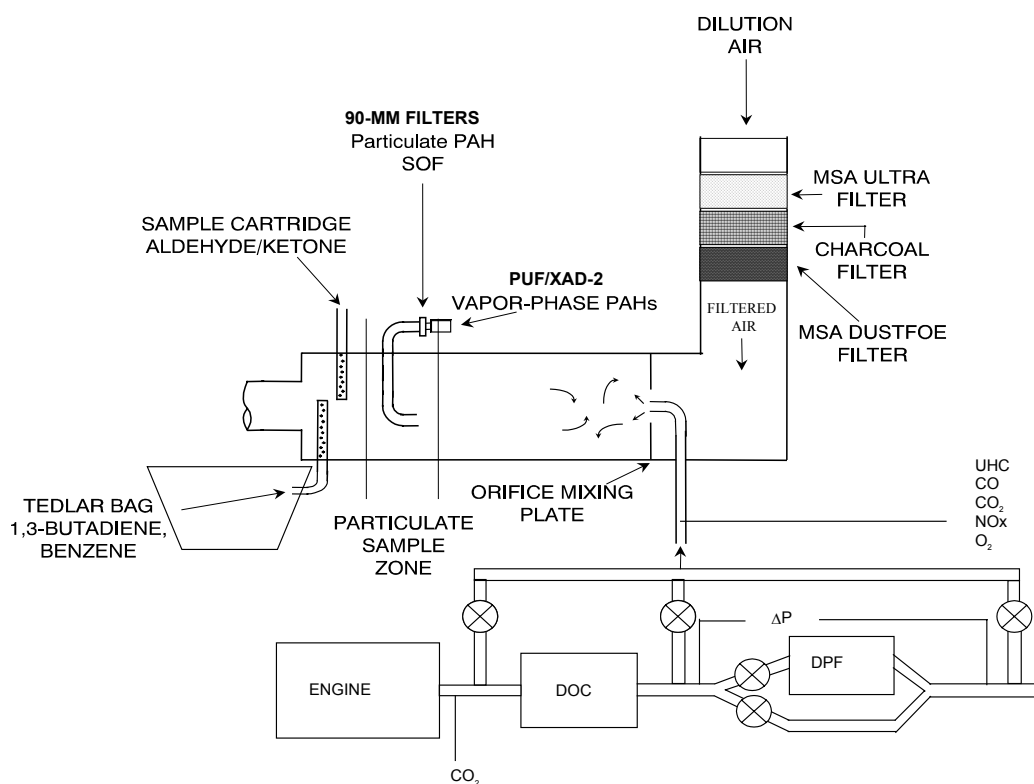 DILUTION
AIR
90-MM FILTERS
Particulate PAH
SOF
MSA ULTRA
FILTER
SAMPLE CARTRIDGE
ALDEHYDE/KETONE
CHARCOAL
FILTER
PUF/XAD-2
VAPOR-PHASE PAHs
FILTERED
AIR
MSA DUSTFOE
FILTER
TEDLAR BAG
1,3-BUTADIENE,
BENZENE
PARTICULATE
SAMPLE
ZONE
ORIFICE MIXING
PLATE
UHC
CO
CO₂
NOx
O₂
ΔP
ENGINE
DOC
DPF
CO₂